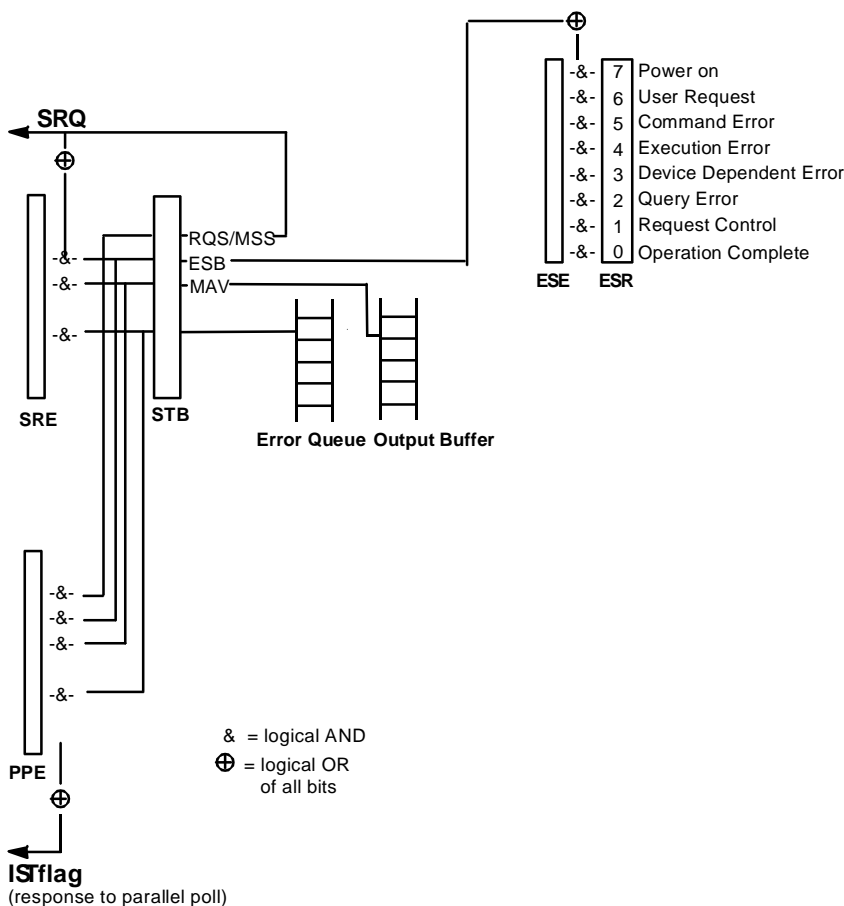 -&- 7 Power on
-&- 6 User Request
-&- 5 Command Error
-&- 4 Execution Error
-&- 3 Device Dependent Error
-&- 2 Query Error
-&- 1 Request Control
-&- 0 Operation Complete
ESE ESR
SRQ
RQS/MSS
-&- ESB
-&- MAV
-&-
SRE
STB
Error Queue Output Buffer
-&-
-&-
-&-
-&-
PPE
& = logical AND
⊕ = logical OR
of all bits
ISTflag
(response to parallel poll)